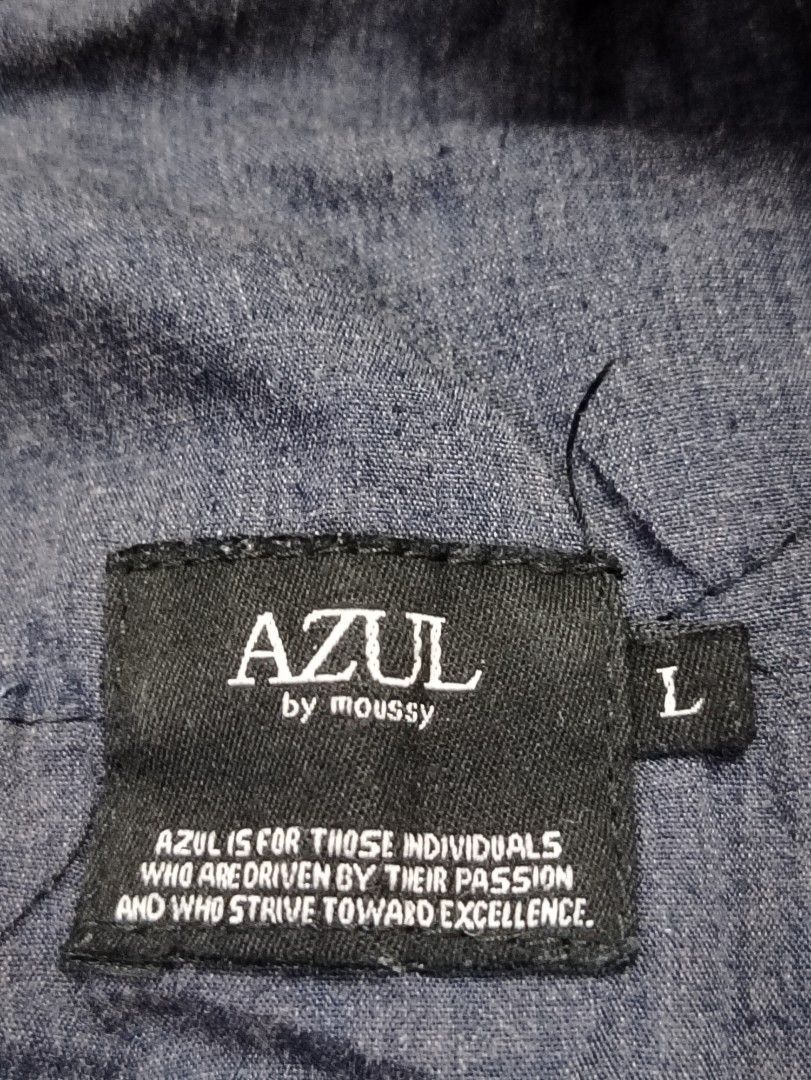 AZUL
by moussy
L
AZUL IS FOR THOSE INDIVIDUALS
WHO ARE DRIVEN BY THEIR PASSION
AND WHO STRIVE TOWARD EXCELLENCE.